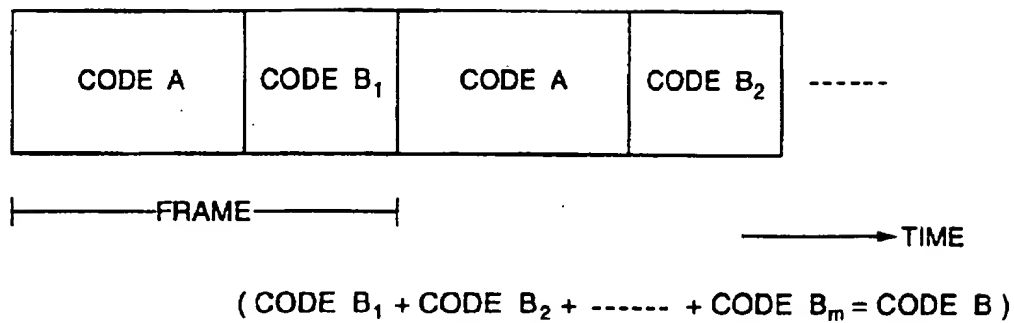 CODE A CODE B₁ CODE A CODE B₂ ------
FRAME
TIME
( CODE B₁ + CODE B₂ + ------ + CODE Bₘ = CODE B )